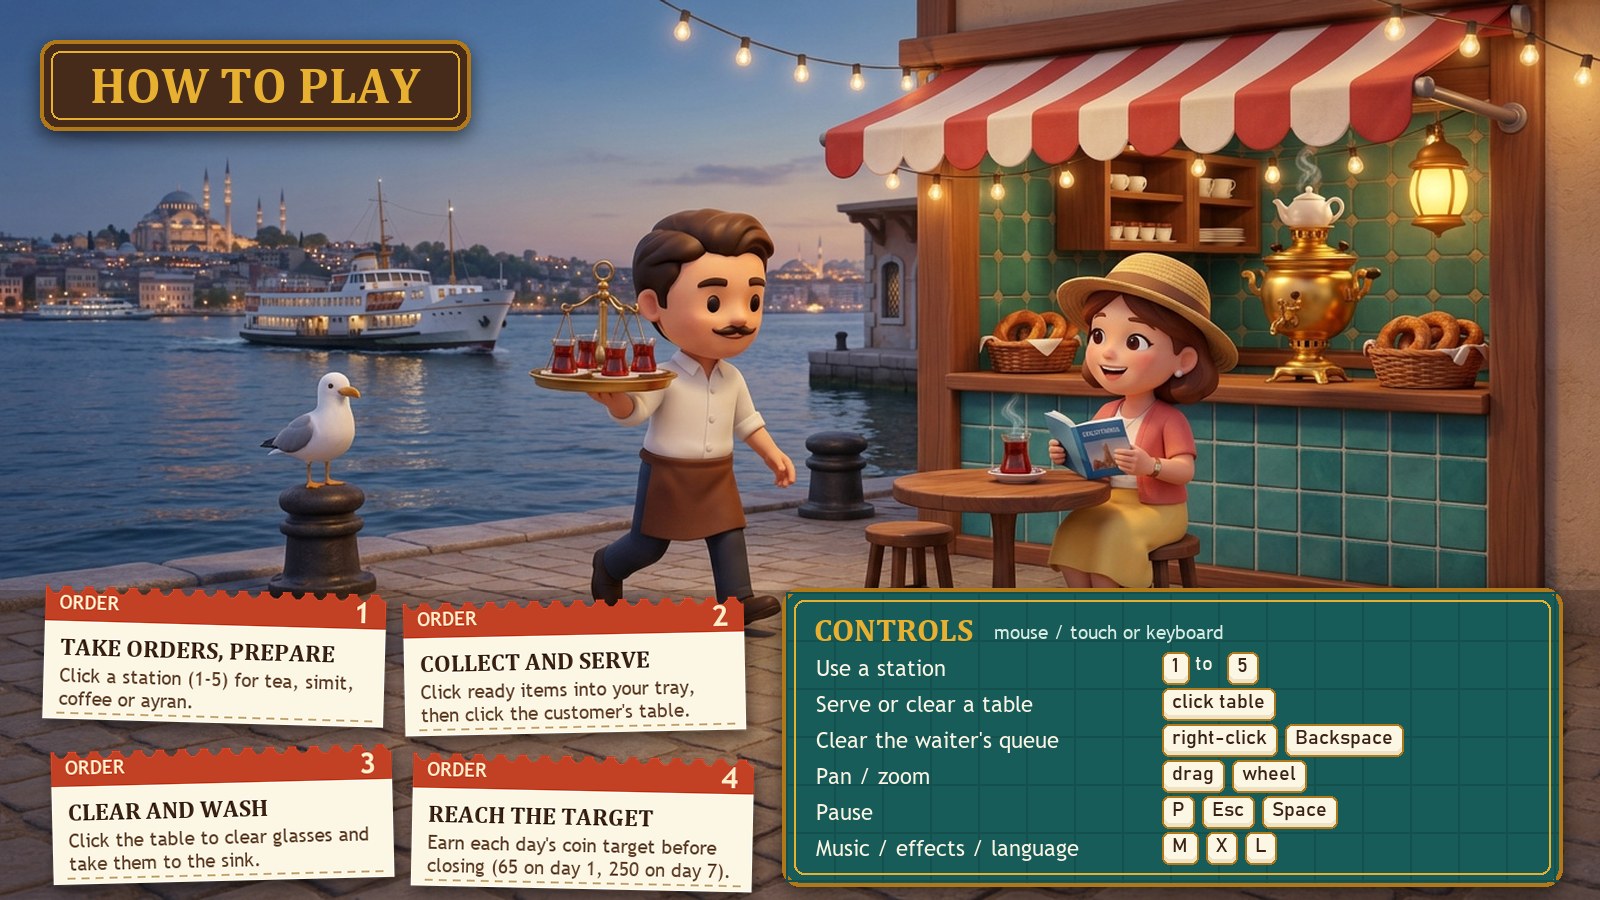 HOW TO PLAY
ORDER 1
TAKE ORDERS, PREPARE
Click a station (1-5) for tea, simit,
coffee or ayran.
ORDER 2
COLLECT AND SERVE
Click ready items into your tray,
then click the customer's table.
ORDER 3
CLEAR AND WASH
Click the table to clear glasses and
take them to the sink.
ORDER 4
REACH THE TARGET
Earn each day's coin target before
closing (65 on day 1, 250 on day 7).
CONTROLS mouse / touch or keyboard
Use a station 1 to 5
Serve or clear a table click table
Clear the waiter's queue right-click Backspace
Pan / zoom drag wheel
Pause P Esc Space
Music / effects / language M X L